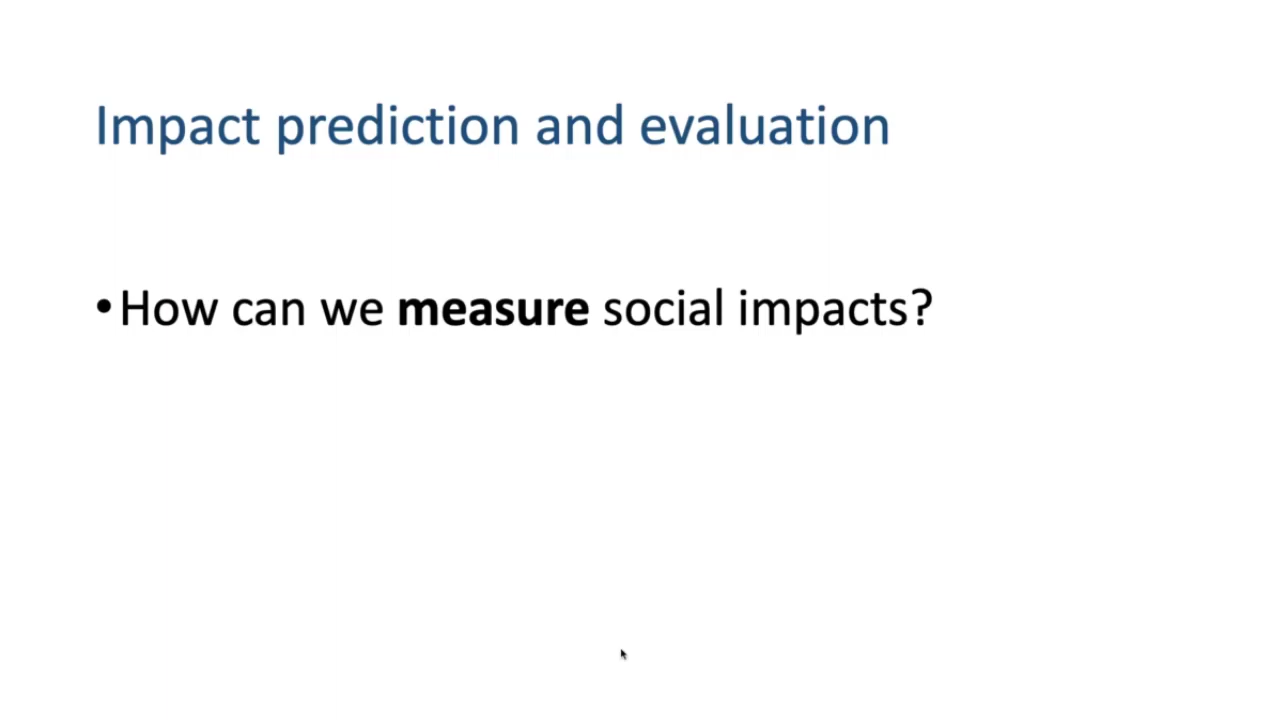 Impact prediction and evaluation
•How can we measure social impacts?